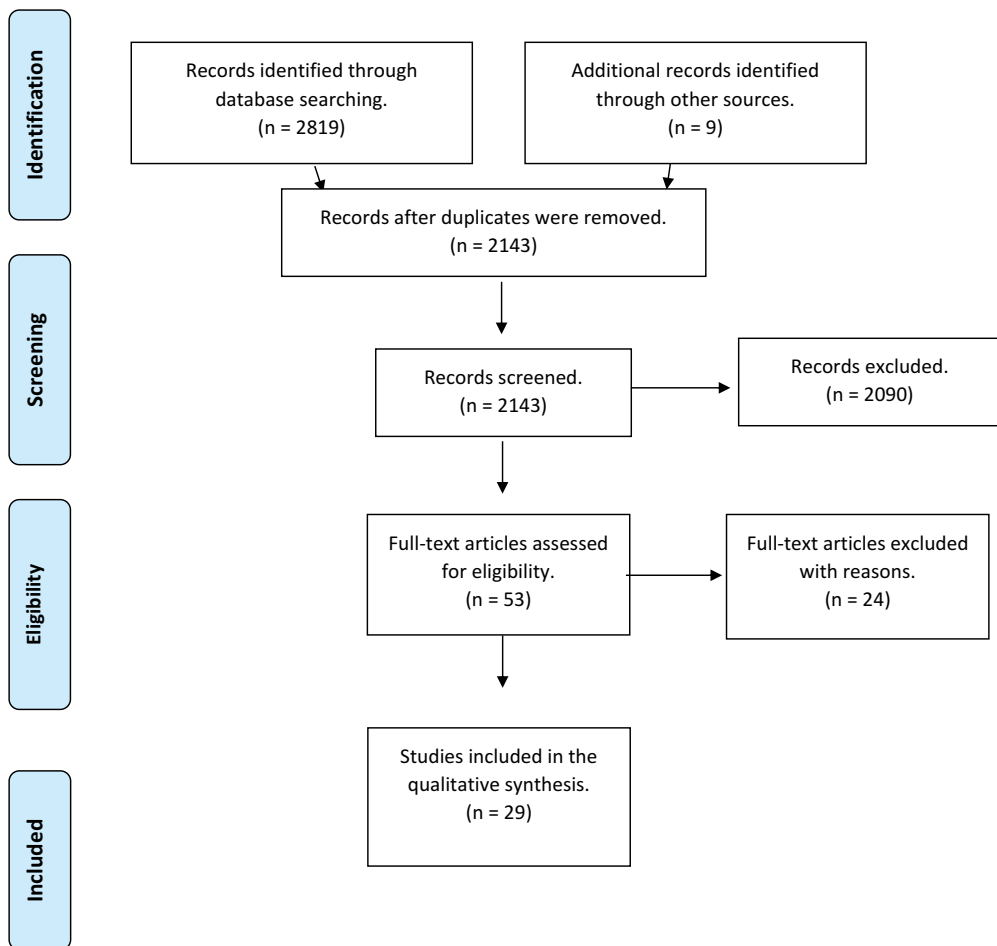 Identification
Records identified through
database searching.
(n = 2819)
Additional records identified
through other sources.
(n = 9)
Records after duplicates were removed.
(n = 2143)
Screening
Records screened.
(n = 2143)
Records excluded.
(n = 2090)
Eligibility
Full-text articles assessed
for eligibility.
(n = 53)
Full-text articles excluded
with reasons.
(n = 24)
Included
Studies included in the
qualitative synthesis.
(n = 29)